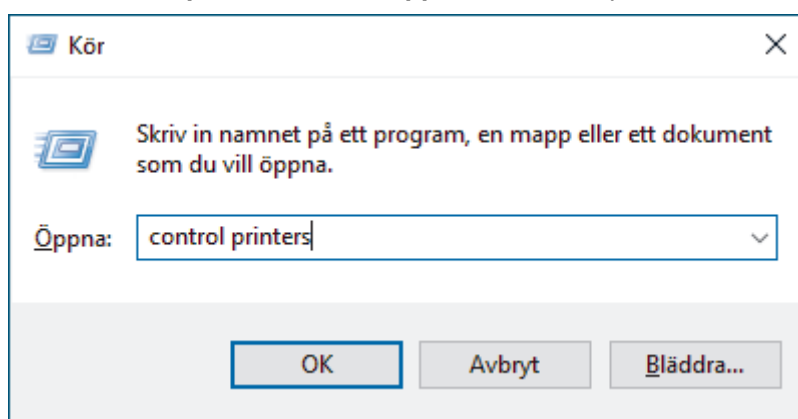 Kör
Skriv in namnet på ett program, en mapp eller ett dokument
som du vill öppna.
Öppna: control printers
OK Avbryt Bläddra...